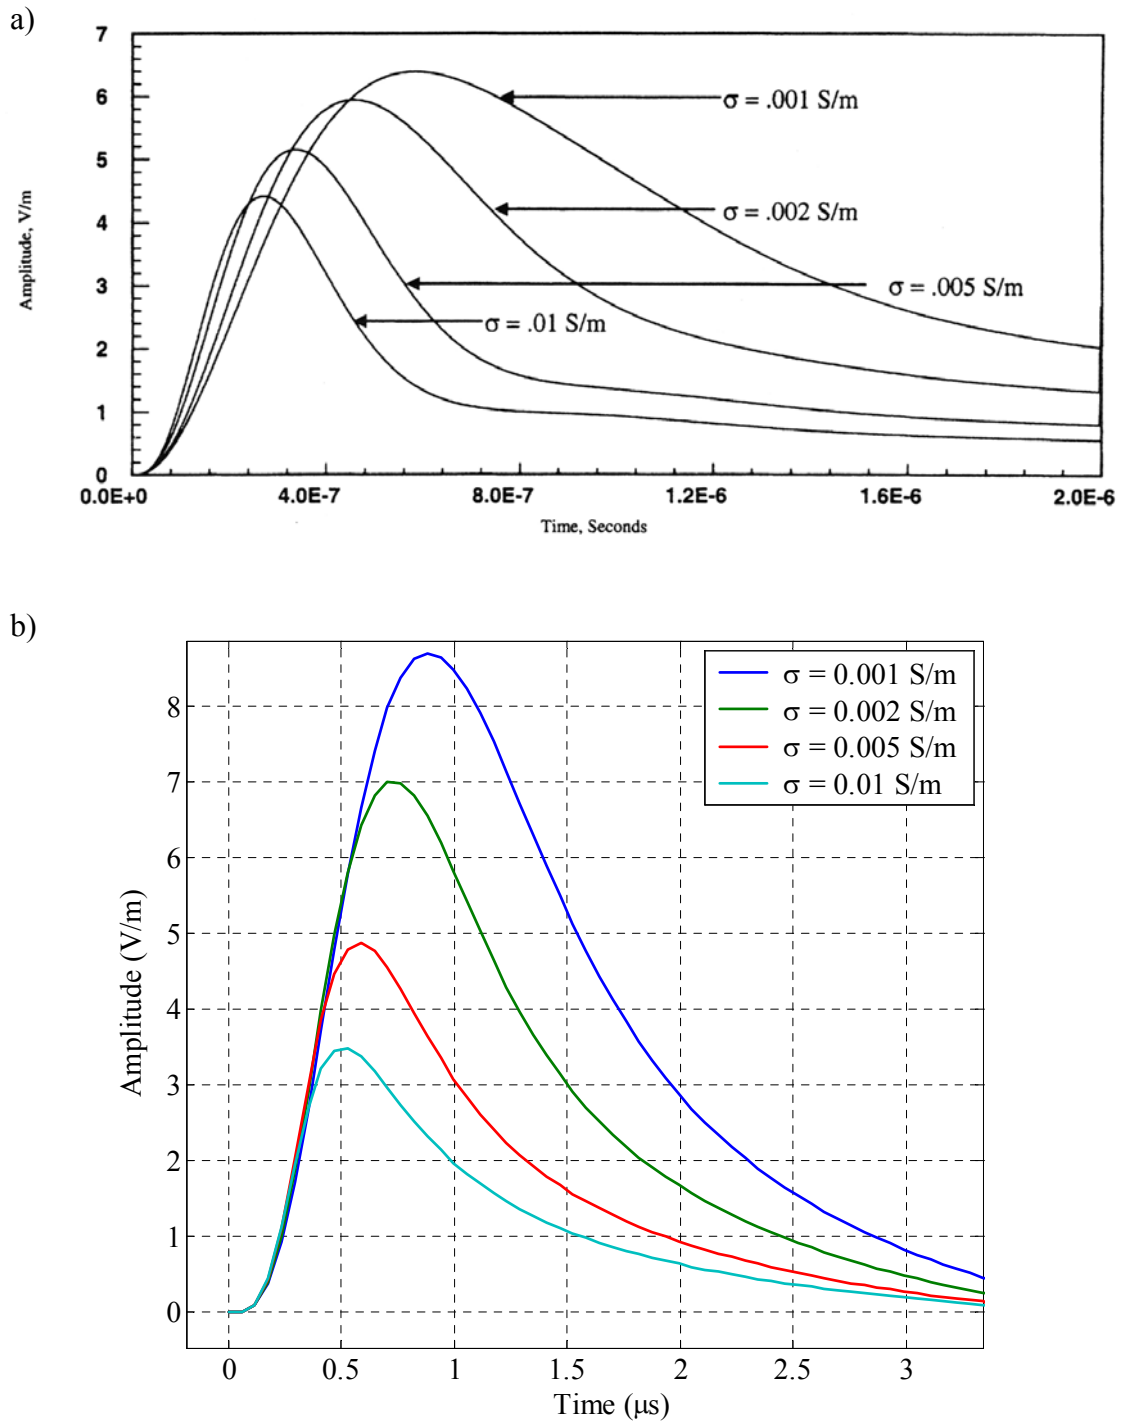 a)
7
6
σ = .001 S/m
5
4
σ = .002 S/m
Amplitude, V/m
3
σ = .005 S/m
σ = .01 S/m
2
1
0
0.0E+0 4.0E-7 8.0E-7 1.2E-6 1.6E-6 2.0E-6
Time, Seconds
b)
σ = 0.001 S/m
σ = 0.002 S/m
σ = 0.005 S/m
σ = 0.01 S/m
8
7
6
5
4
3
2
1
0
Amplitude (V/m)
0 0.5 1 1.5 2 2.5 3
Time (μs)